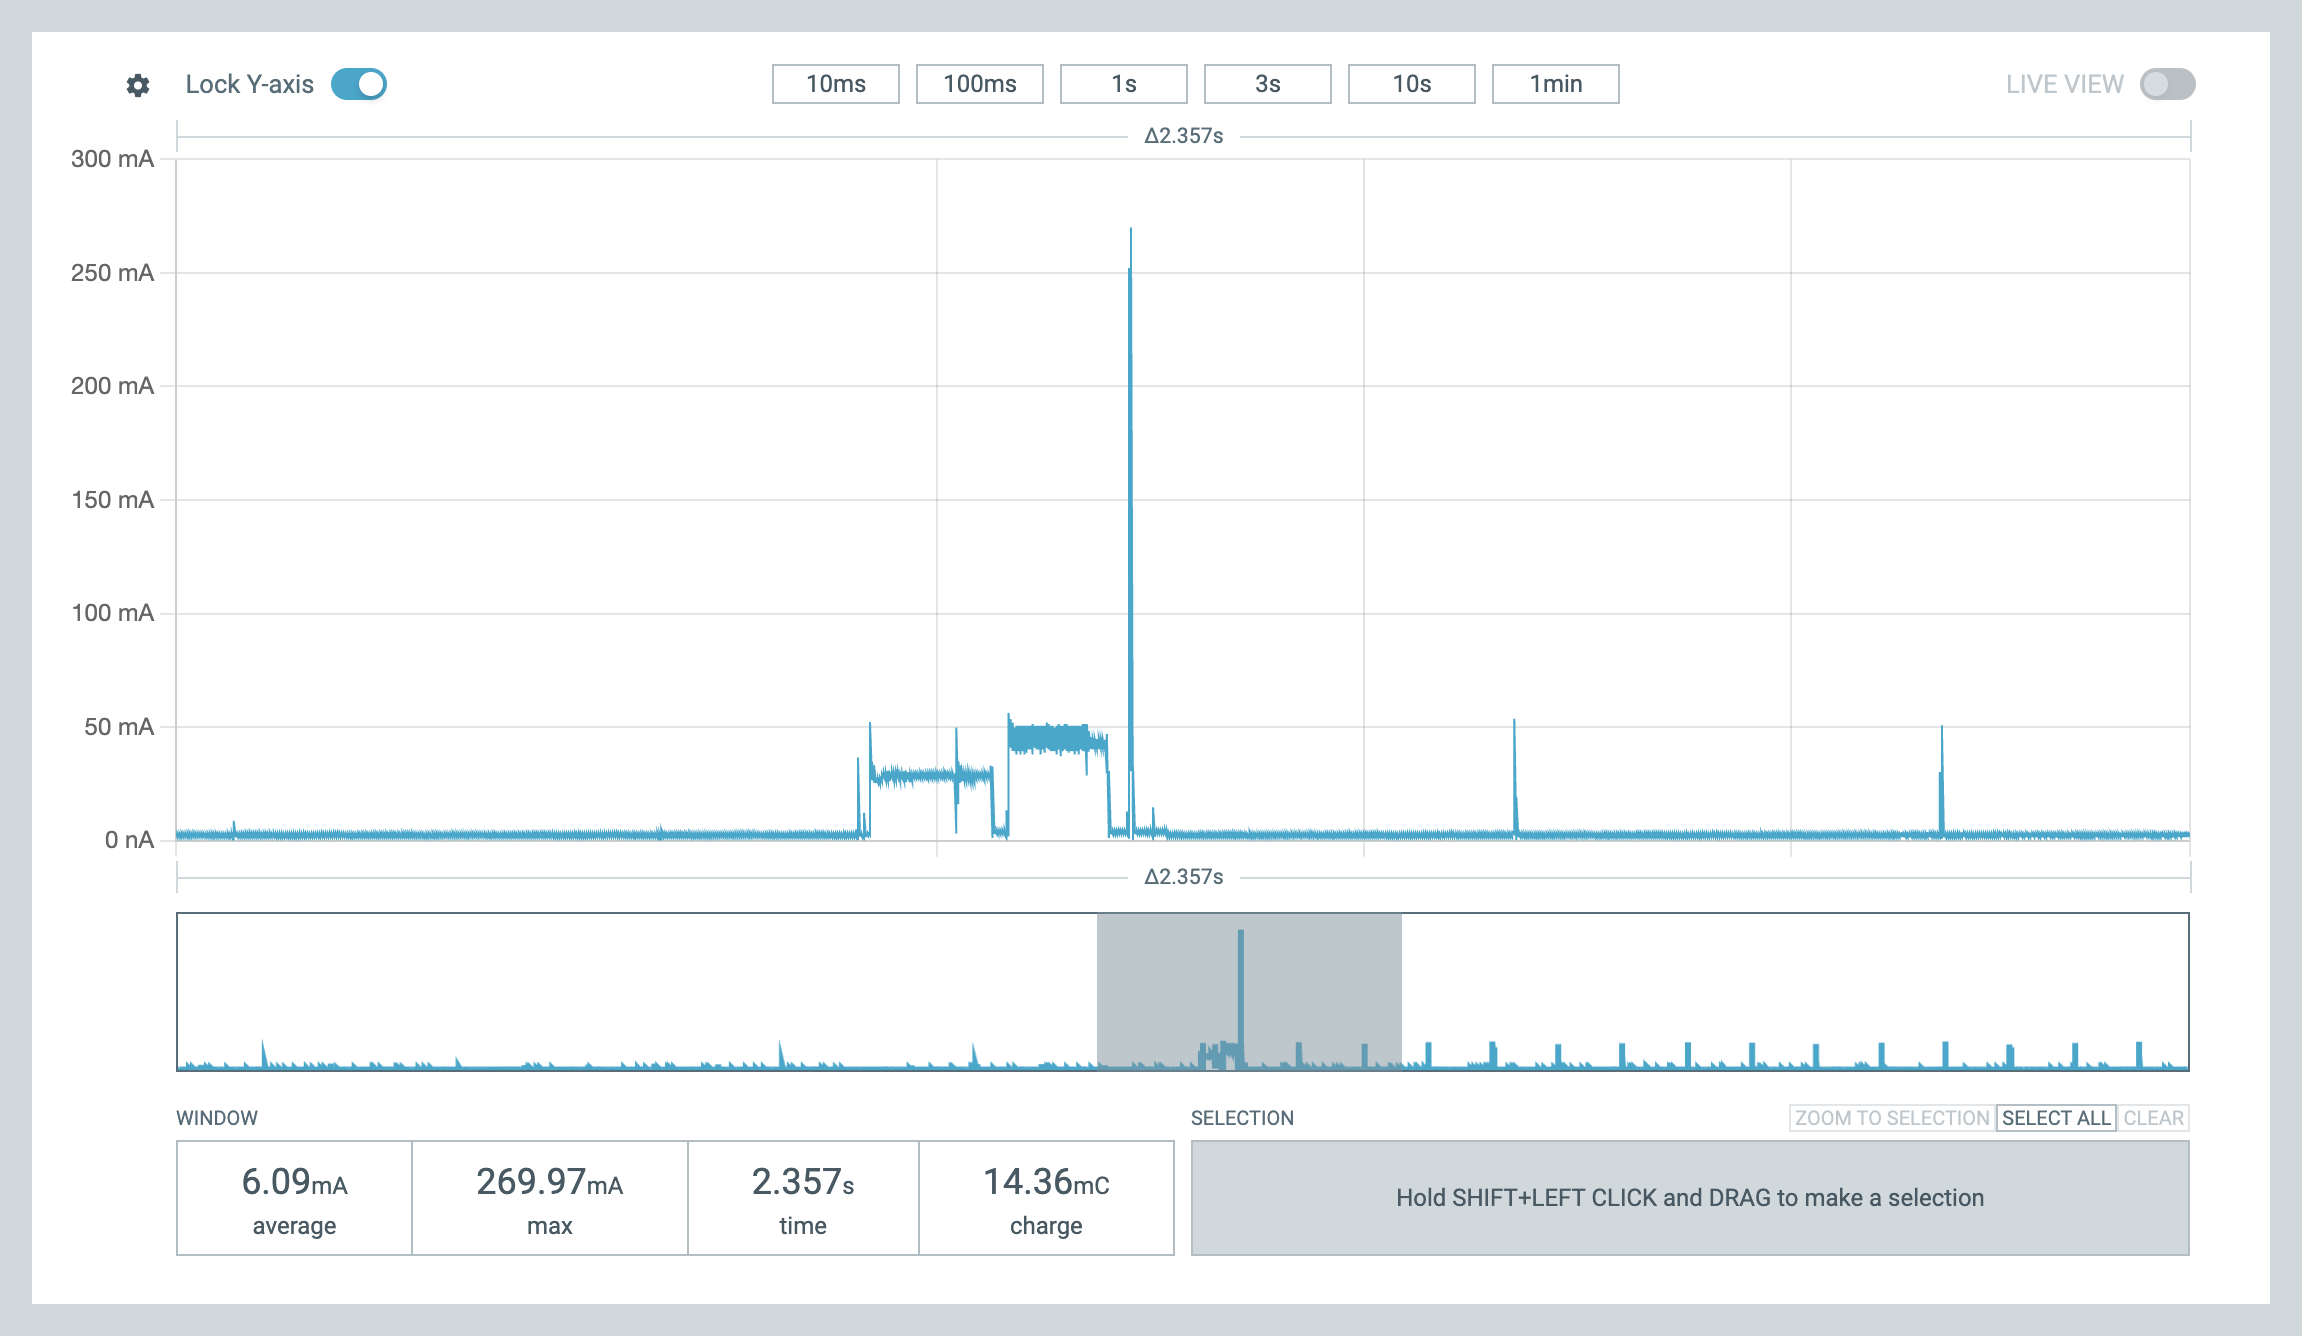 Lock Y-axis
10ms 100ms 1s 3s 10s 1min
LIVE VIEW
Δ2.357s
300 mA
250 mA
200 mA
150 mA
100 mA
50 mA
0 nA
Δ2.357s
WINDOW
6.09mA 269.97mA 2.357s 14.36mC
average max time charge
SELECTION
ZOOM TO SELECTION SELECT ALL CLEAR
Hold SHIFT+LEFT CLICK and DRAG to make a selection